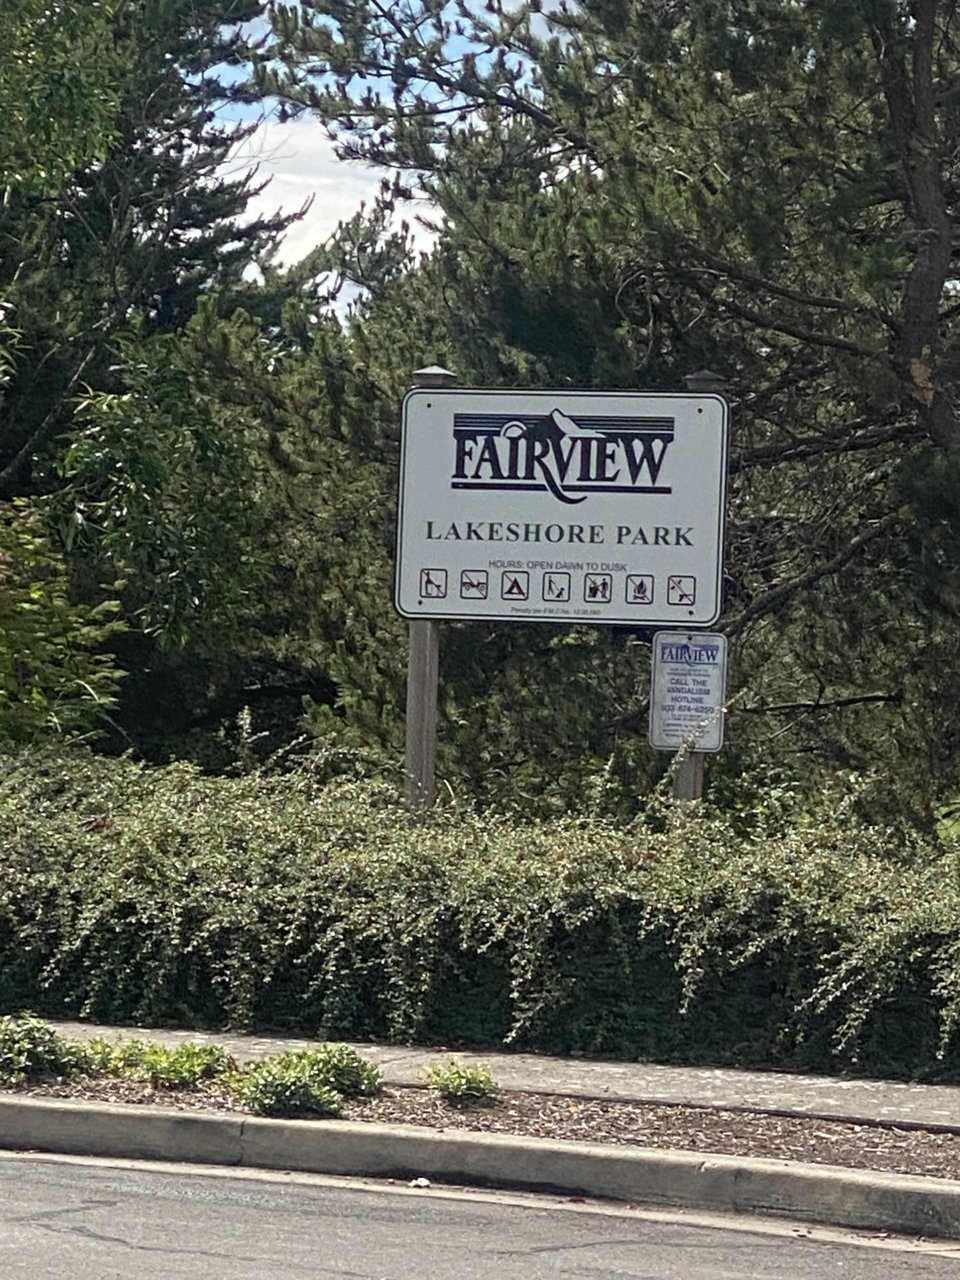 FAIRVIEW
LAKESHORE PARK
HOURS: OPEN DAWN TO DUSK
FAIRVIEW
CALL THE
VANDALISM
HOTLINE